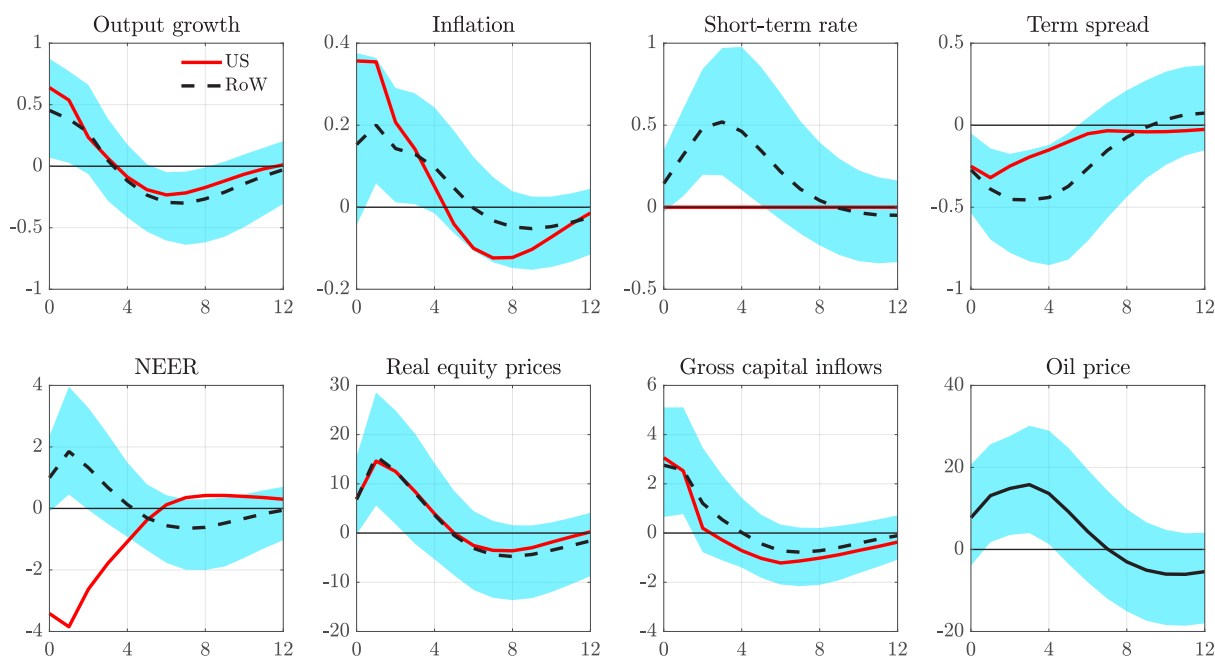 Output growth
1
0.5
0
-0.5
-1
0 4 8 12
US
RoW
Inflation
0.4
0.2
0
-0.2
0 4 8 12
Short-term rate
1
0.5
0
-0.5
0 4 8 12
Term spread
0.5
0
-0.5
-1
0 4 8 12
NEER
4
2
0
-2
-4
0 4 8 12
Real equity prices
30
20
10
0
-10
-20
0 4 8 12
Gross capital inflows
6
4
2
0
-2
-4
0 4 8 12
Oil price
40
20
0
-20
0 4 8 12